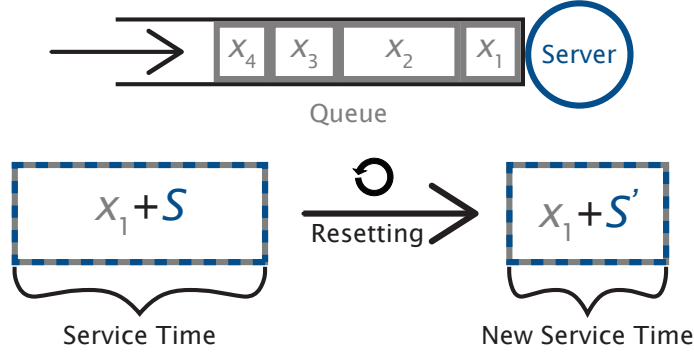 x₄ x₃ x₂ x₁ Server
Queue
x₁+S
Resetting
x₁+S’
Service Time
New Service Time